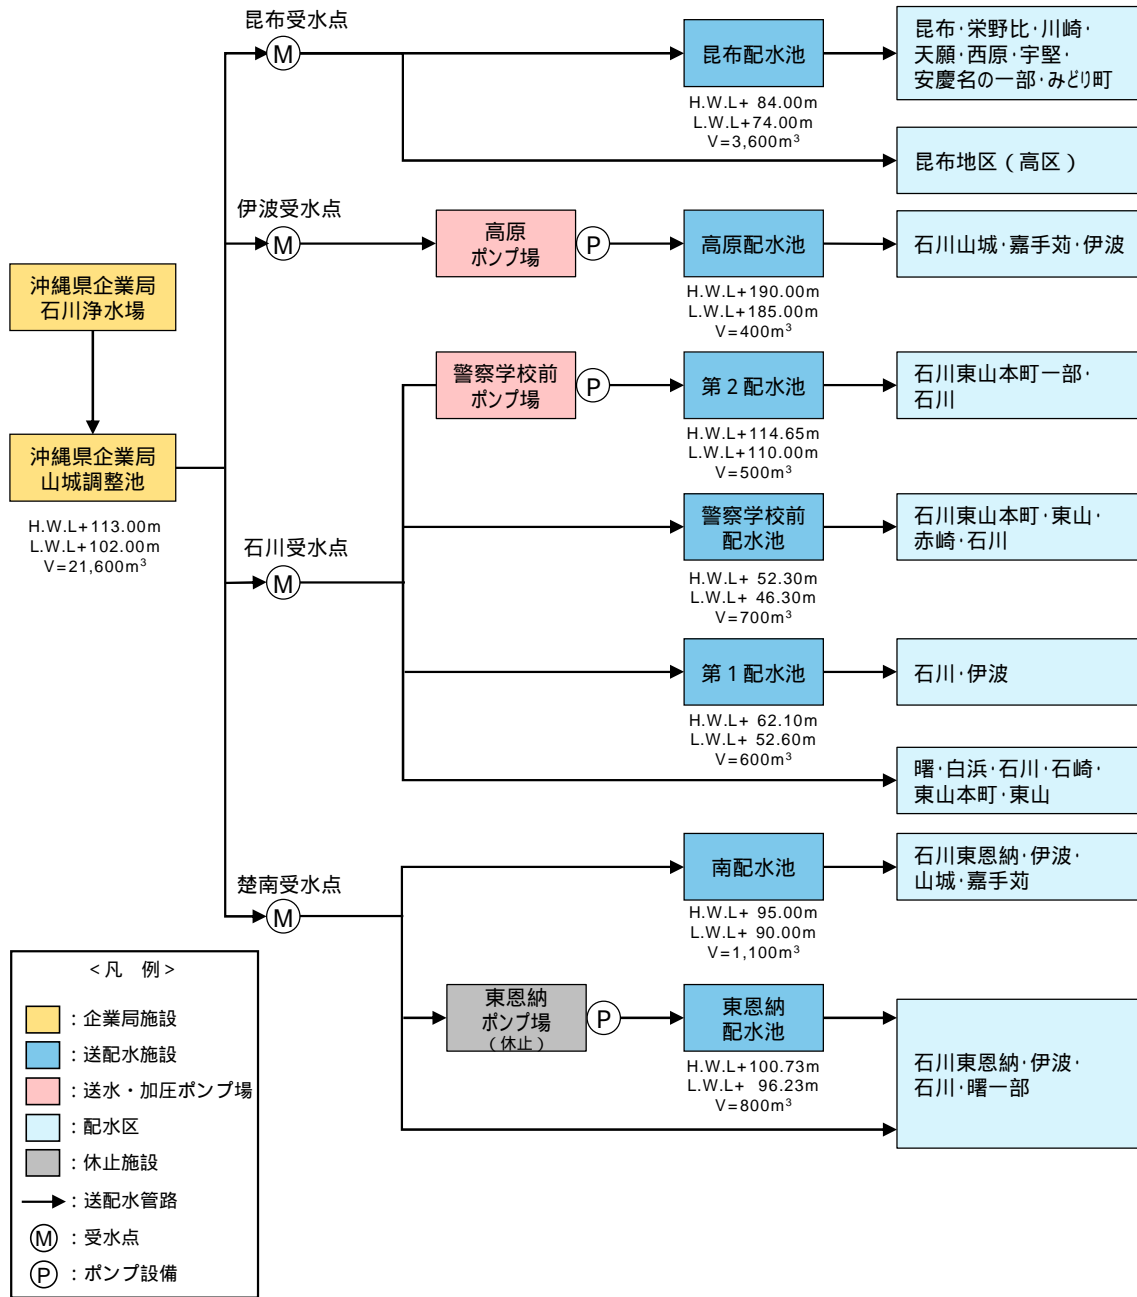 昆布受水点
M
昆布配水池
H.W.L+ 84.00m
L.W.L+74.00m
V=3,600m³
昆布･栄野比･川崎･
天願･西原･宇堅･
安慶名の一部･みどり町
昆布地区（高区）
伊波受水点
M
高原
ポンプ場
P
高原配水池
H.W.L+190.00m
L.W.L+185.00m
V=400m³
石川山城･嘉手苅･伊波
沖縄県企業局
石川浄水場
沖縄県企業局
山城調整池
H.W.L+113.00m
L.W.L+102.00m
V=21,600m³
石川受水点
M
警察学校前
ポンプ場
P
第２配水池
H.W.L+114.65m
L.W.L+110.00m
V=500m³
石川東山本町一部･
石川
警察学校前
配水池
H.W.L+ 52.30m
L.W.L+ 46.30m
V=700m³
石川東山本町･東山･
赤崎･石川
第１配水池
H.W.L+ 62.10m
L.W.L+ 52.60m
V=600m³
石川･伊波
曙･白浜･石川･石崎･
東山本町･東山
楚南受水点
M
南配水池
H.W.L+ 95.00m
L.W.L+ 90.00m
V=1,100m³
石川東恩納･伊波･
山城･嘉手苅
東恩納
ポンプ場
（休止）
P
東恩納
配水池
H.W.L+100.73m
L.W.L+ 96.23m
V=800m³
石川東恩納･伊波･
石川･曙一部
<凡 例>
：企業局施設
：送配水施設
：送水・加圧ポンプ場
：配水区
：休止施設
：送配水管路
M：受水点
P：ポンプ設備